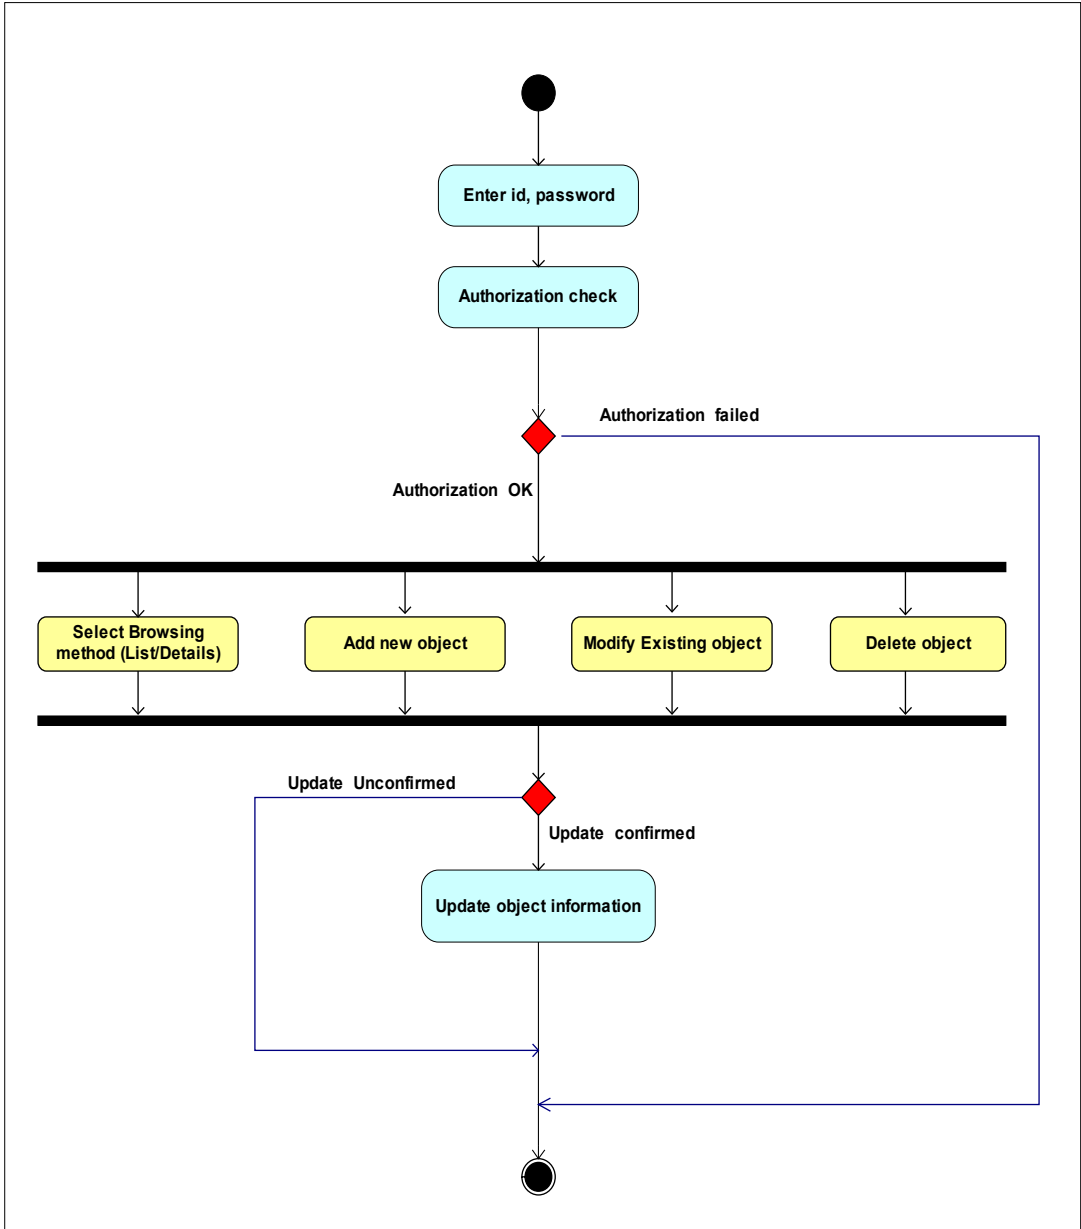 Enter id, password
Authorization check
Authorization failed
Authorization OK
Select Browsing
method (List/Details)
Add new object
Modify Existing object
Delete object
Update Unconfirmed
Update confirmed
Update object information